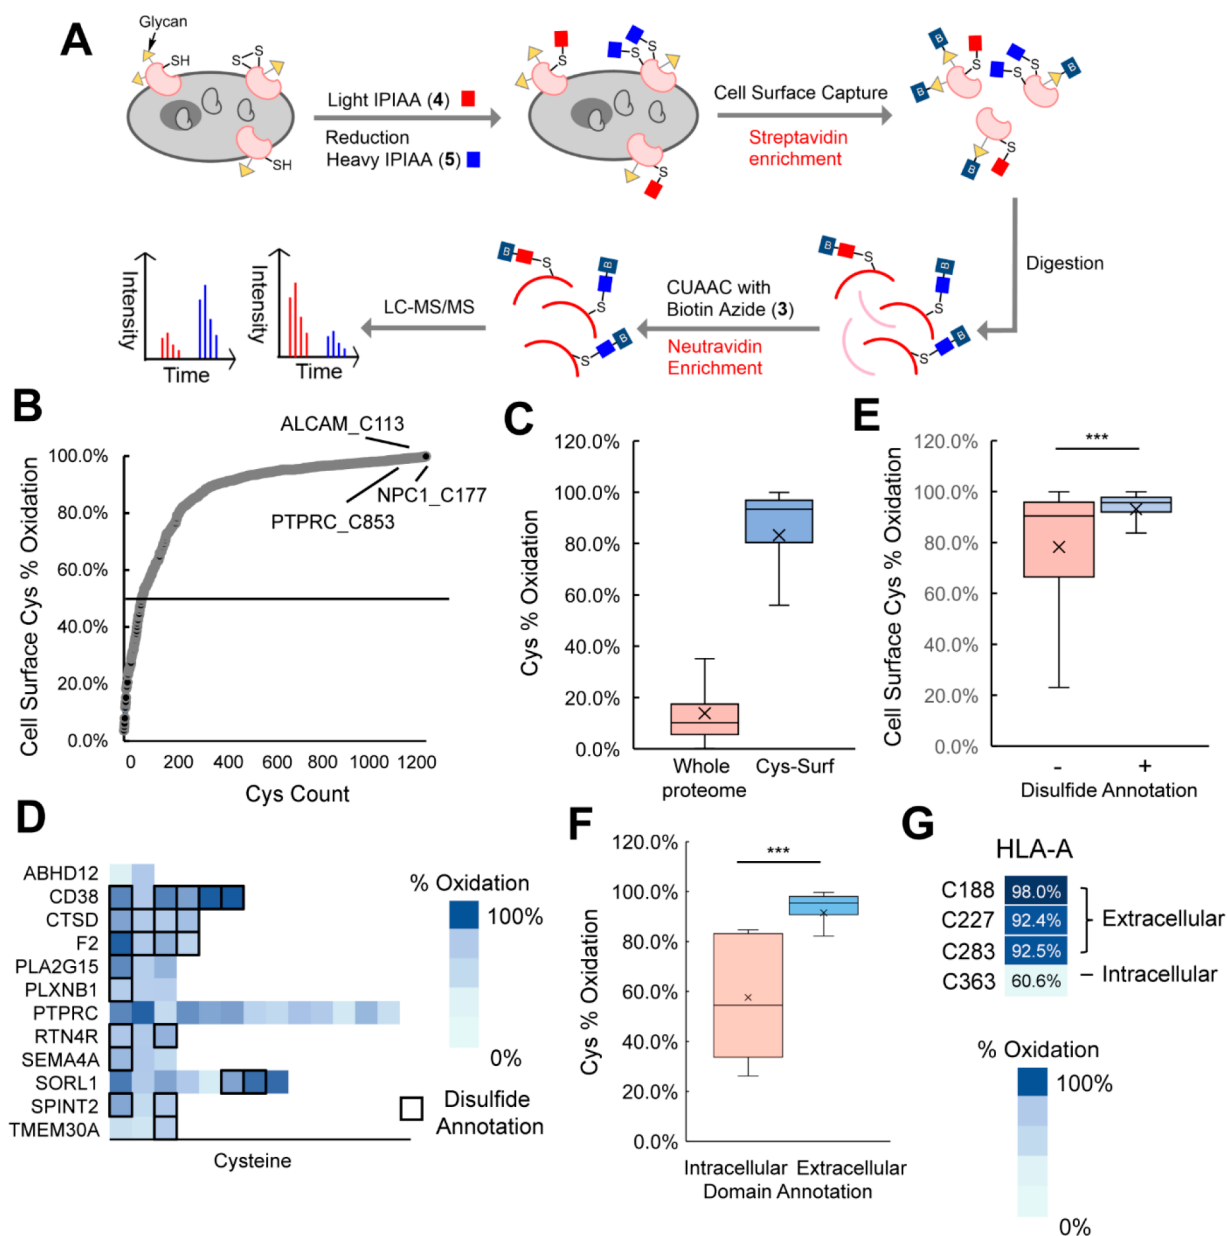 A
Glycan
SH
S
S
SH
Light IPIAA (4)
Reduction
Heavy IPIAA (5)
S
S
S
S
Cell Surface Capture
Streptavidin
enrichment
B
S
S
S
B
B
S
Digestion
Intensity
Time
Intensity
Time
LC-MS/MS
B
S
B
S
S
B
CUAAC with
Biotin Azide (3)
Neutravidin
Enrichment
B
S
B
S
S
B
B
Cell Surface Cys % Oxidation
100.0%
80.0%
60.0%
40.0%
20.0%
0.0%
ALCAM_C113
NPC1_C177
PTPRC_C853
0 200 400 600 800 1000 1200
Cys Count
C
Cys % Oxidation
120.0%
100.0%
80.0%
60.0%
40.0%
20.0%
0.0%
Whole
proteome
Cys-Surf
E
Cell Surface Cys % Oxidation
120.0%
100.0%
80.0%
60.0%
40.0%
20.0%
0.0%
***
- +
Disulfide Annotation
D
ABHD12
CD38
CTSD
F2
PLA2G15
PLXNB1
PTPRC
RTN4R
SEMA4A
SORL1
SPINT2
TMEM30A
Cysteine
% Oxidation
100%
0%
Disulfide
Annotation
F
Cys % Oxidation
120.0%
100.0%
80.0%
60.0%
40.0%
20.0%
0.0%
***
Intracellular Extracellular
Domain Annotation
G
HLA-A
C188 98.0%
C227 92.4%
C283 92.5%
C363 60.6%
Extracellular
Intracellular
% Oxidation
100%
0%